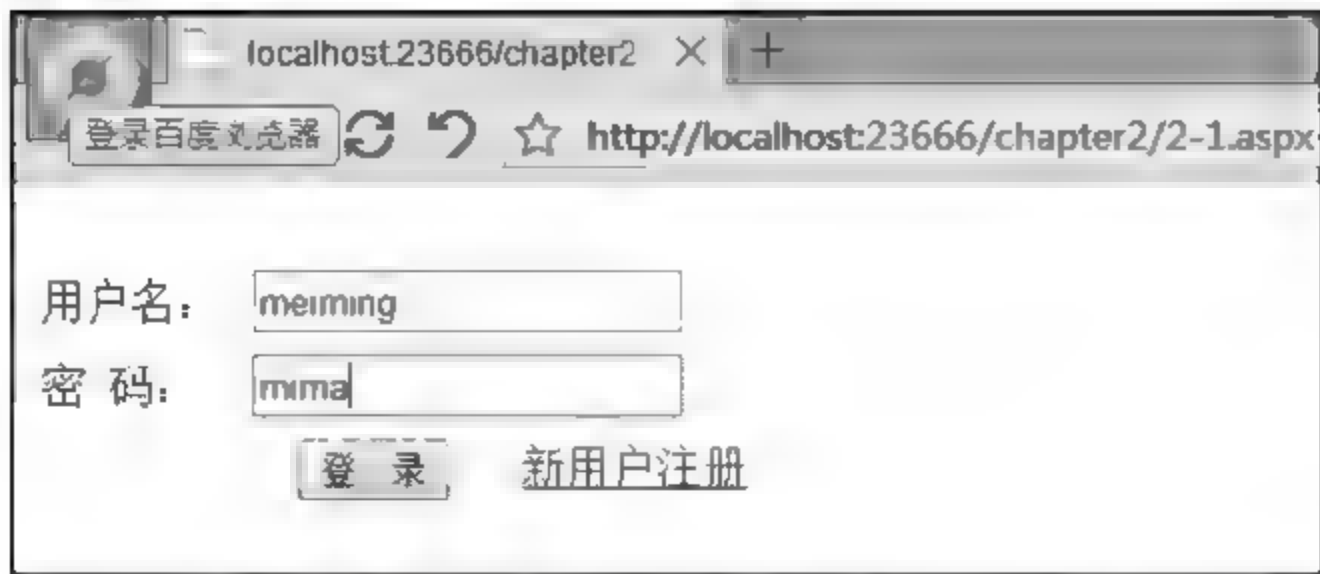 localhost:23666/chapter2
登录百度浏览器
http://localhost:23666/chapter2/2-1.aspx
用户名：
meiming
密 码：
mima
登 录
新用户注册